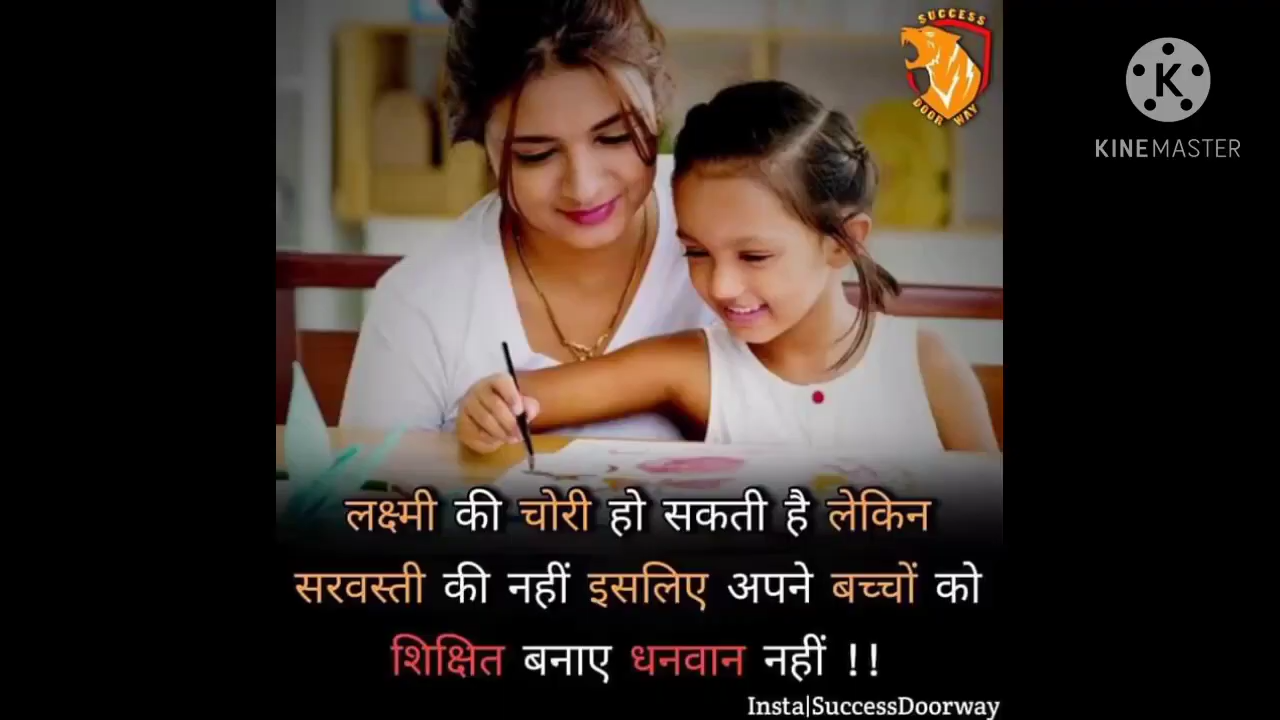 SUCCESS
DOOR WAY
K
KINEMASTER
लक्ष्मी की चोरी हो सकती है लेकिन
सरवस्ती की नहीं इसलिए अपने बच्चों को
शिक्षित बनाए धनवान नहीं !!
Insta|SuccessDoorway